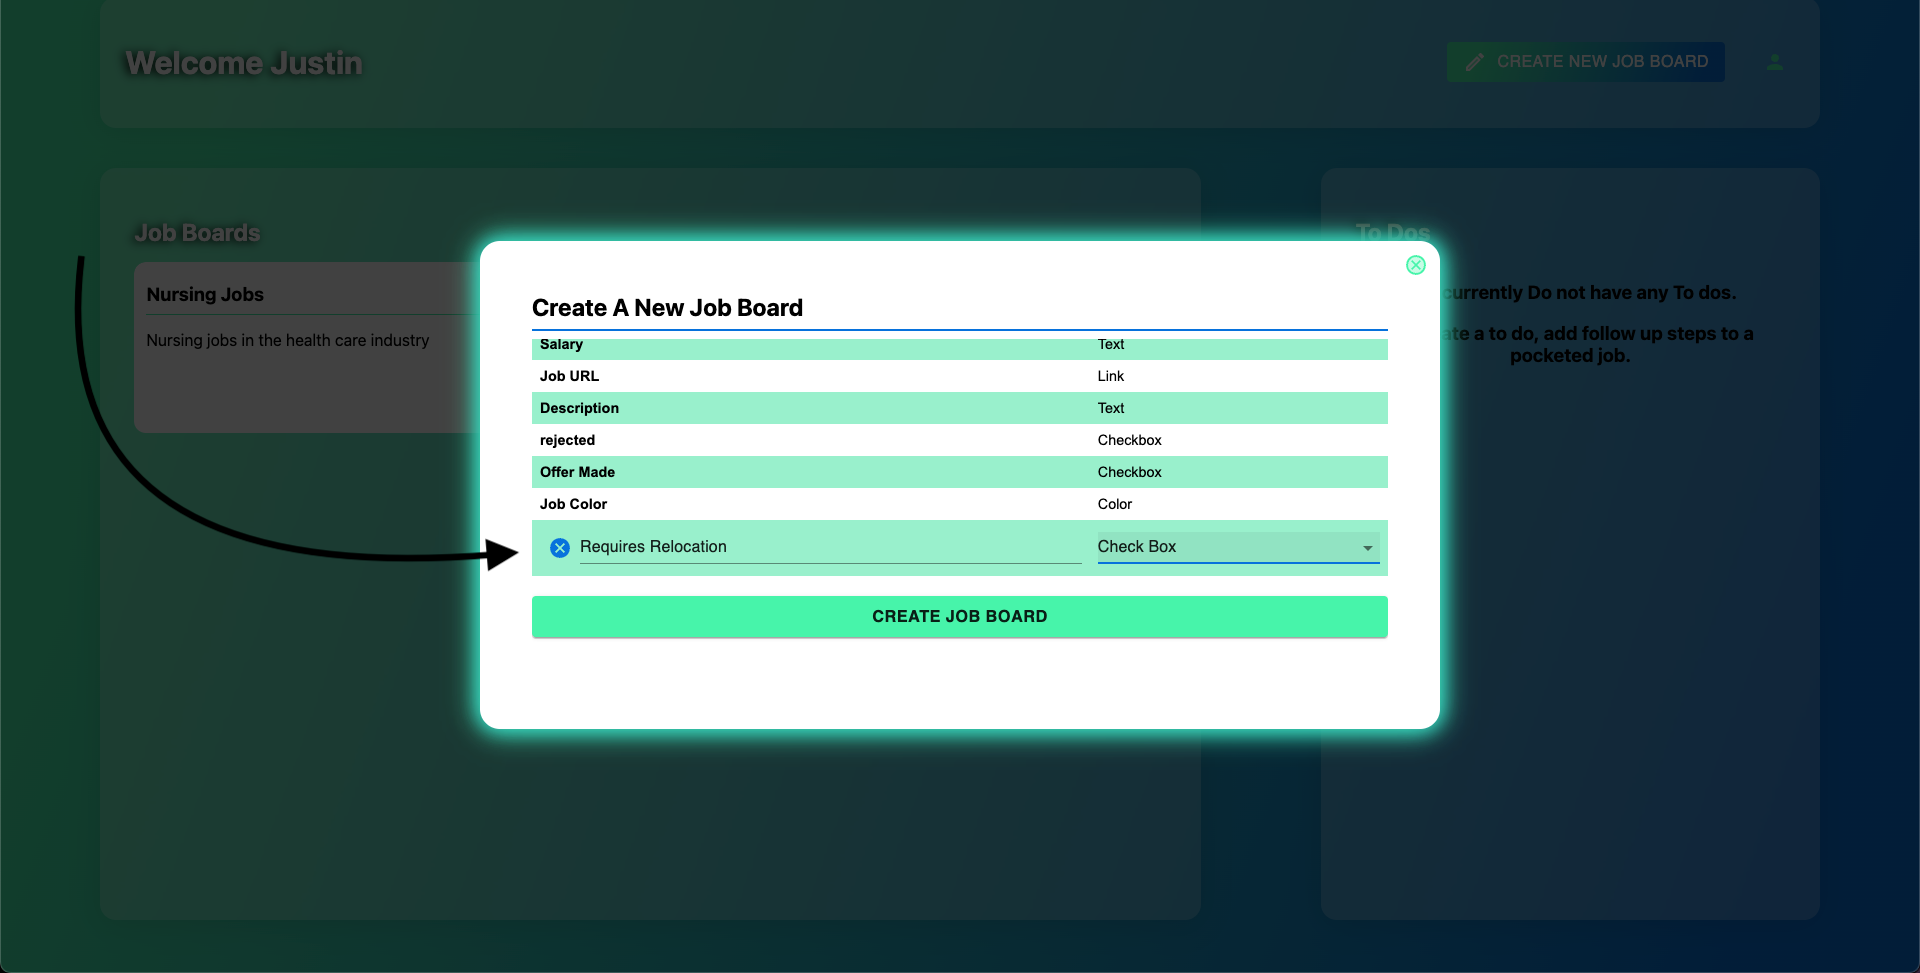 Welcome Justin
CREATE NEW JOB BOARD
Job Boards
Nursing Jobs
Nursing jobs in the health care industry
To Dos
currently Do not have any To dos.
ate a to do, add follow up steps to a
pocketed job.
Create A New Job Board
Salary Text
Job URL Link
Description Text
rejected Checkbox
Offer Made Checkbox
Job Color Color
Requires Relocation Check Box
CREATE JOB BOARD